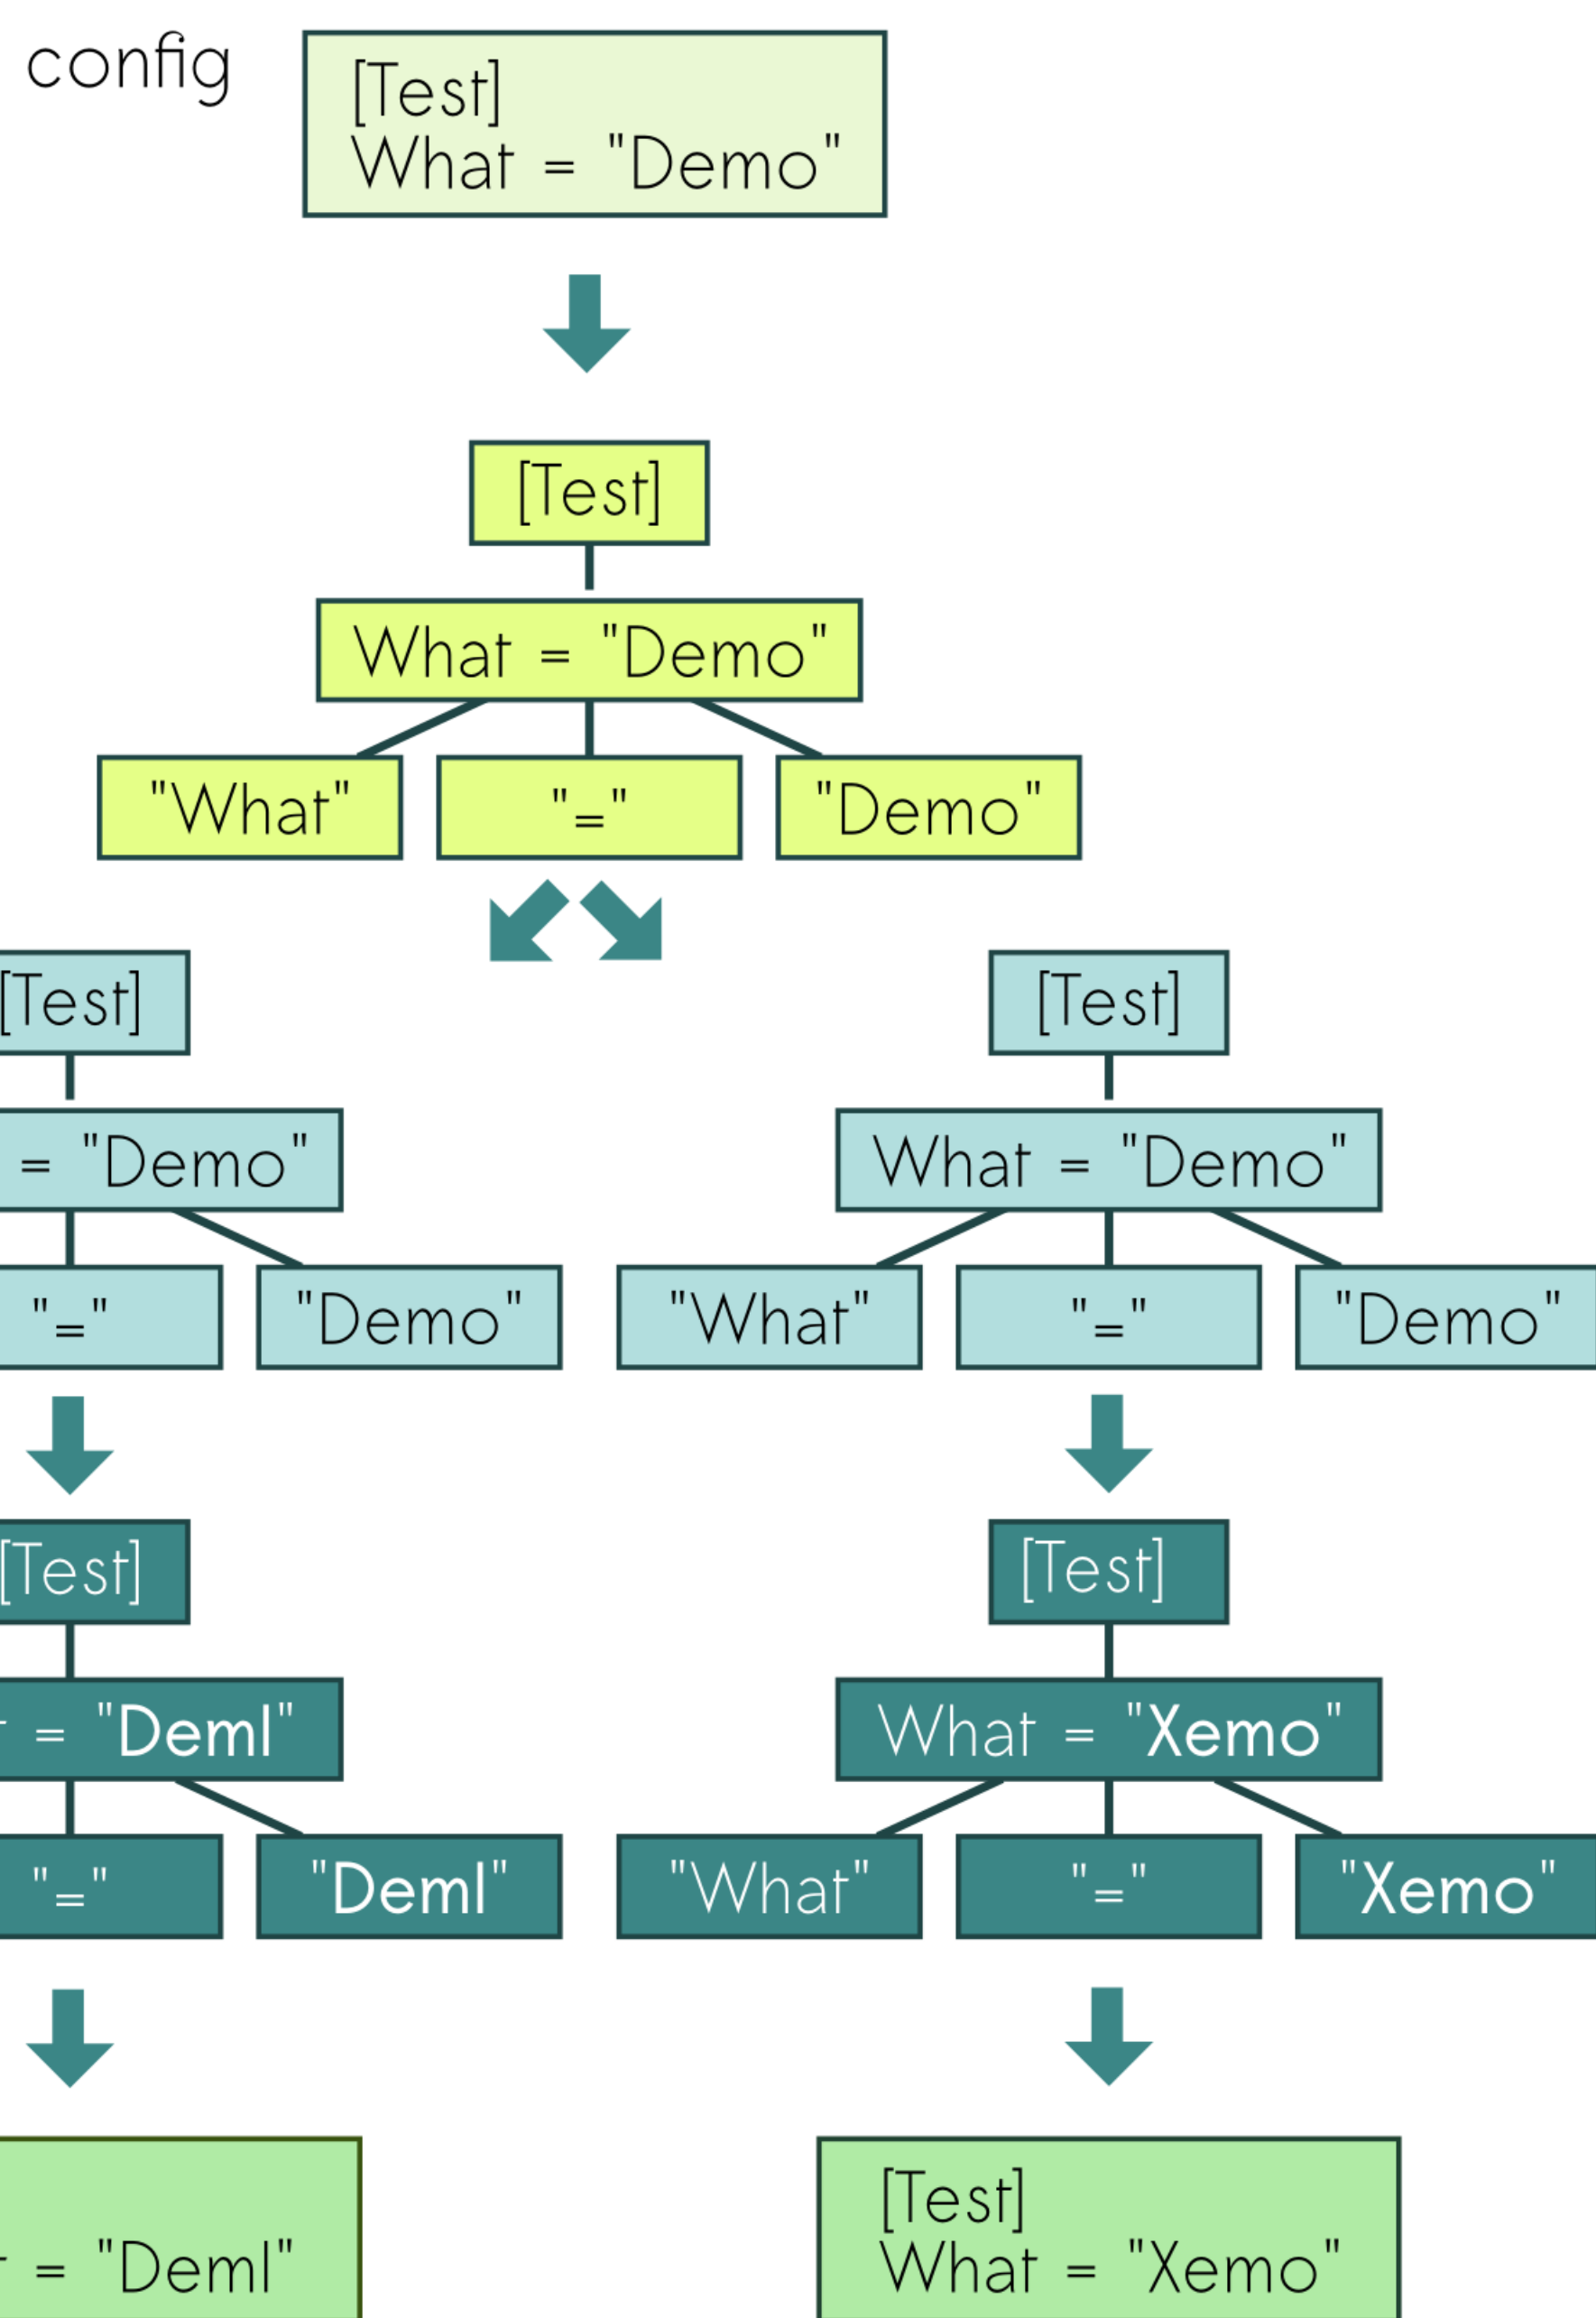 config
[Test]
What = "Demo"
[Test]
What = "Demo"
"What"
"="
"Demo"
[Test]
[Test]
= "Demo"
What = "Demo"
"="
"Demo"
"What"
"="
"Demo"
[Test]
[Test]
t = "Deml"
What = "Xemo"
"="
"Deml"
"What"
"="
"Xemo"
[Test]
t = "Deml"
What = "Xemo"